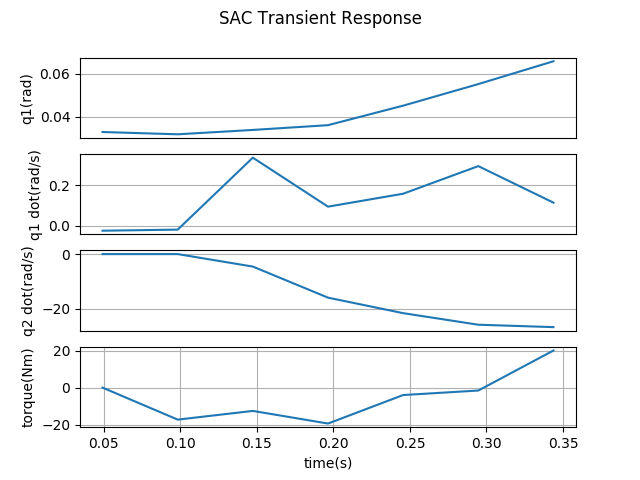 SAC Transient Response
q1(rad)
0.06
0.04
q1 dot(rad/s)
0.2
0.0
q2 dot(rad/s)
0
−20
torque(Nm)
20
0
−20
0.05 0.10 0.15 0.20 0.25 0.30 0.35
time(s)